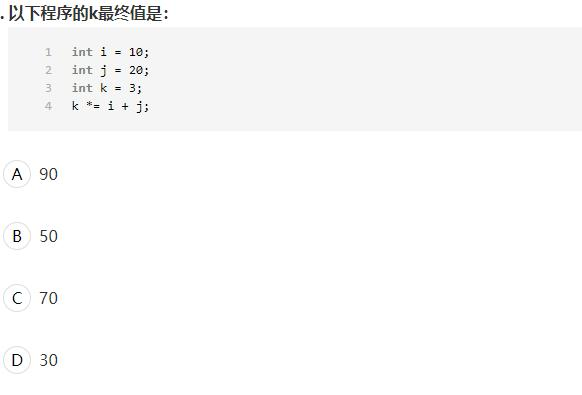 . 以下程序的k最终值是：
1 int i = 10;
2 int j = 20;
3 int k = 3;
4 k *= i + j;
A 90
B 50
C 70
D 30